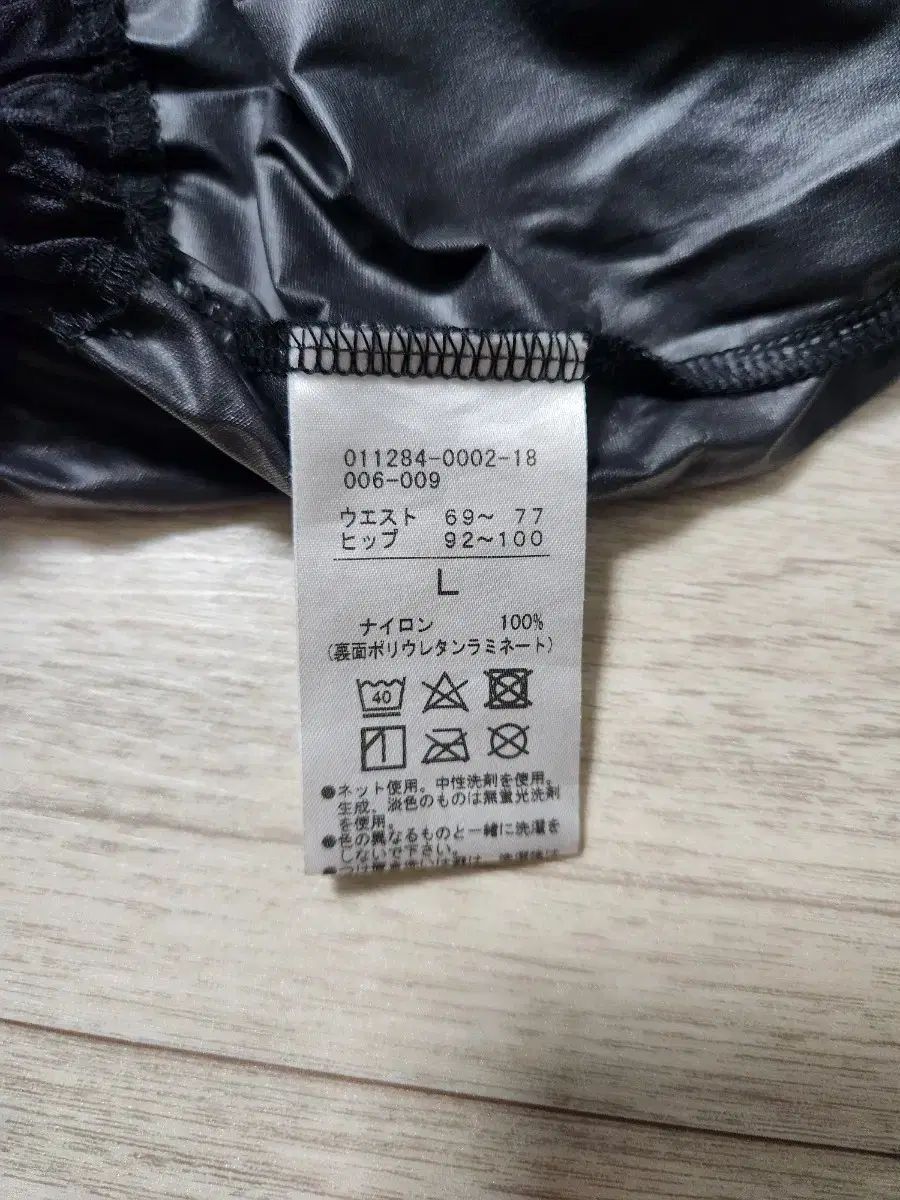 011284-0002-18
006-009
ウエスト 69～ 77
ヒップ 92～100
L
ナイロン 100%
(裏面ポリウレタンラミネート)
40
●ネット使用。中性洗剤を使用。
生成、淡色のものは無蛍光洗剤
を使用。
●色の異なるものと一緒に洗濯を
しないで下さい。